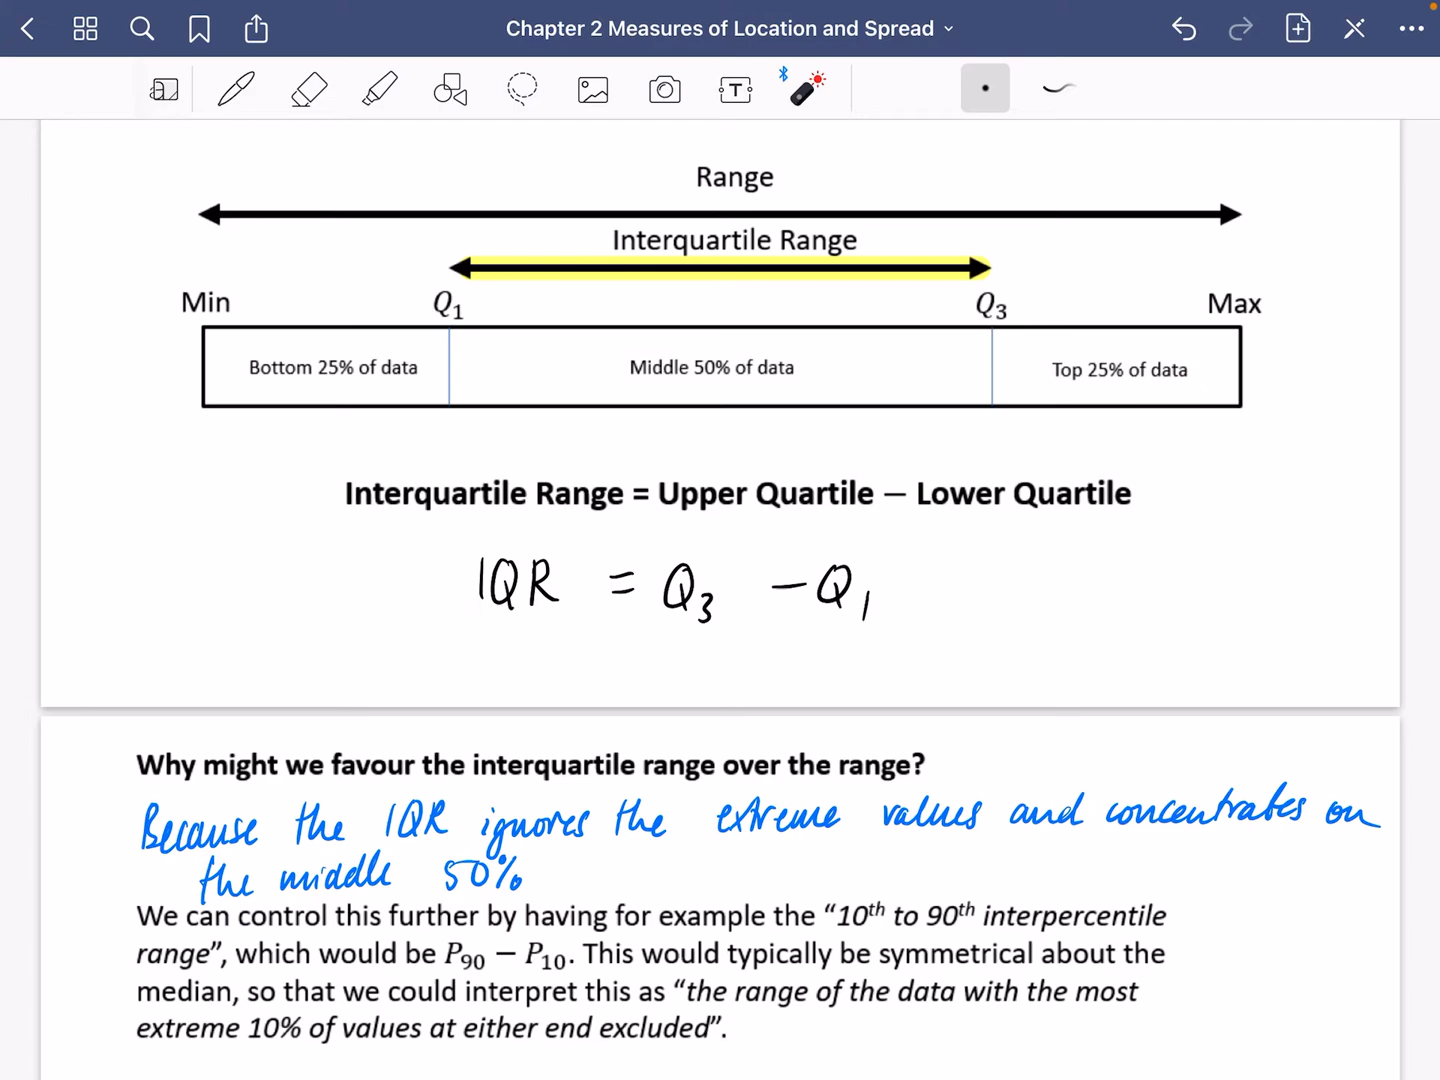 Chapter 2 Measures of Location and Spread
Range
Interquartile Range
Min Q₁ Q₃ Max
Bottom 25% of data Middle 50% of data Top 25% of data
Interquartile Range = Upper Quartile − Lower Quartile
IQR = Q₃ − Q₁
Why might we favour the interquartile range over the range?
Because the IQR ignores the extreme values and concentrates on
the middle 50%
We can control this further by having for example the “10ᵗʰ to 90ᵗʰ interpercentile
range”, which would be P₉₀ − P₁₀. This would typically be symmetrical about the
median, so that we could interpret this as “the range of the data with the most
extreme 10% of values at either end excluded”.